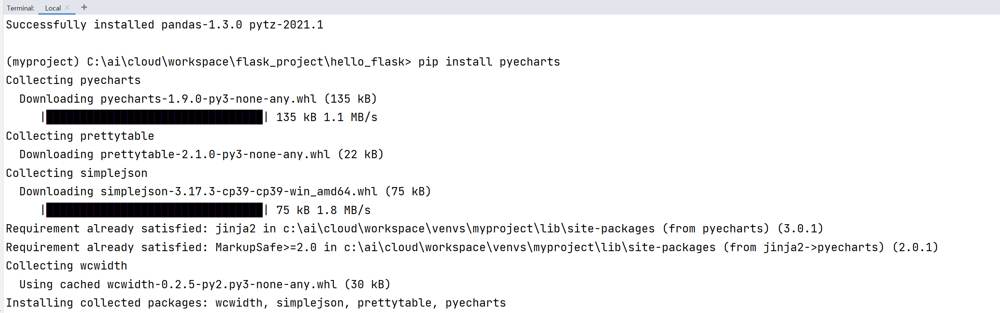 Terminal: Local × +
Successfully installed pandas-1.3.0 pytz-2021.1
(myproject) C:\ai\cloud\workspace\flask_project\hello_flask> pip install pyecharts
Collecting pyecharts
  Downloading pyecharts-1.9.0-py3-none-any.whl (135 kB)
     |████████████████████████████████| 135 kB 1.1 MB/s
Collecting prettytable
  Downloading prettytable-2.1.0-py3-none-any.whl (22 kB)
Collecting simplejson
  Downloading simplejson-3.17.3-cp39-cp39-win_amd64.whl (75 kB)
     |████████████████████████████████| 75 kB 1.8 MB/s
Requirement already satisfied: jinja2 in c:\ai\cloud\workspace\venvs\myproject\lib\site-packages (from pyecharts) (3.0.1)
Requirement already satisfied: MarkupSafe>=2.0 in c:\ai\cloud\workspace\venvs\myproject\lib\site-packages (from jinja2->pyecharts) (2.0.1)
Collecting wcwidth
  Using cached wcwidth-0.2.5-py2.py3-none-any.whl (30 kB)
Installing collected packages: wcwidth, simplejson, prettytable, pyecharts